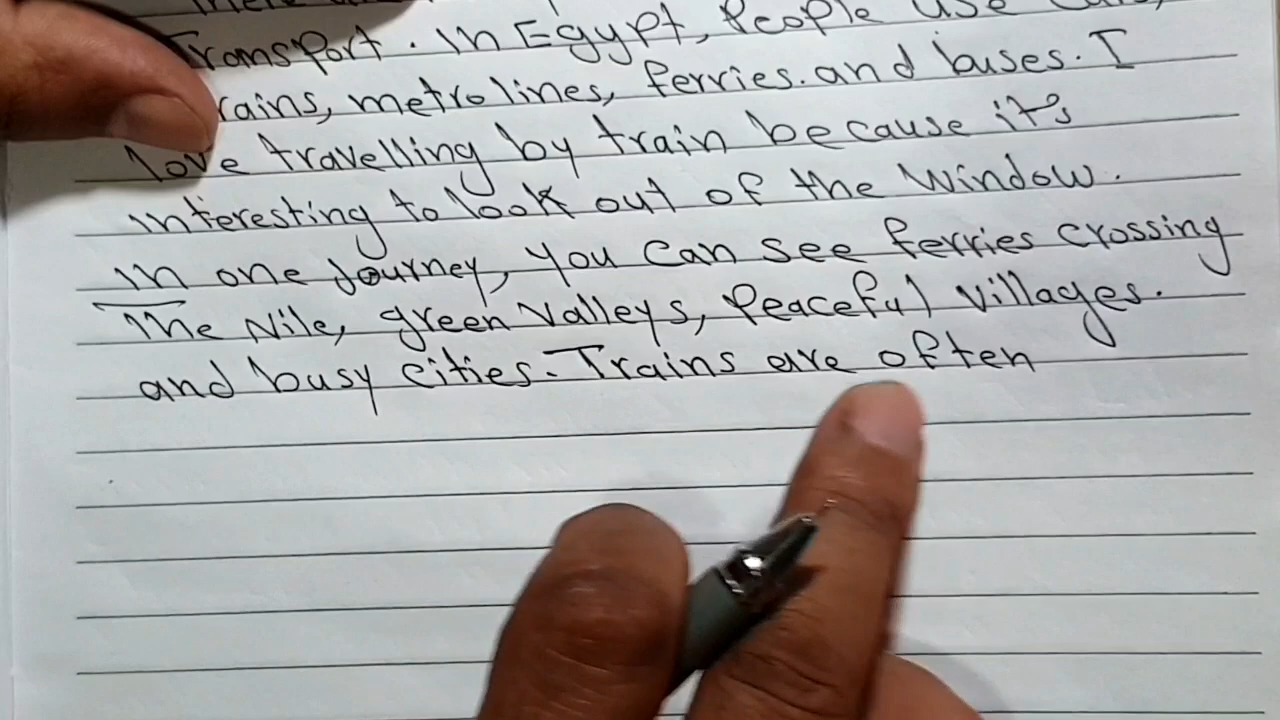 Transport. In Egypt, People use
rains, metro lines, ferries. and buses. I
love travelling by train because it's
interesting to look out of the window.
in one Journey, you can see ferries crossing
The Nile, green Valleys, Peaceful villages.
and busy cities. Trains are often